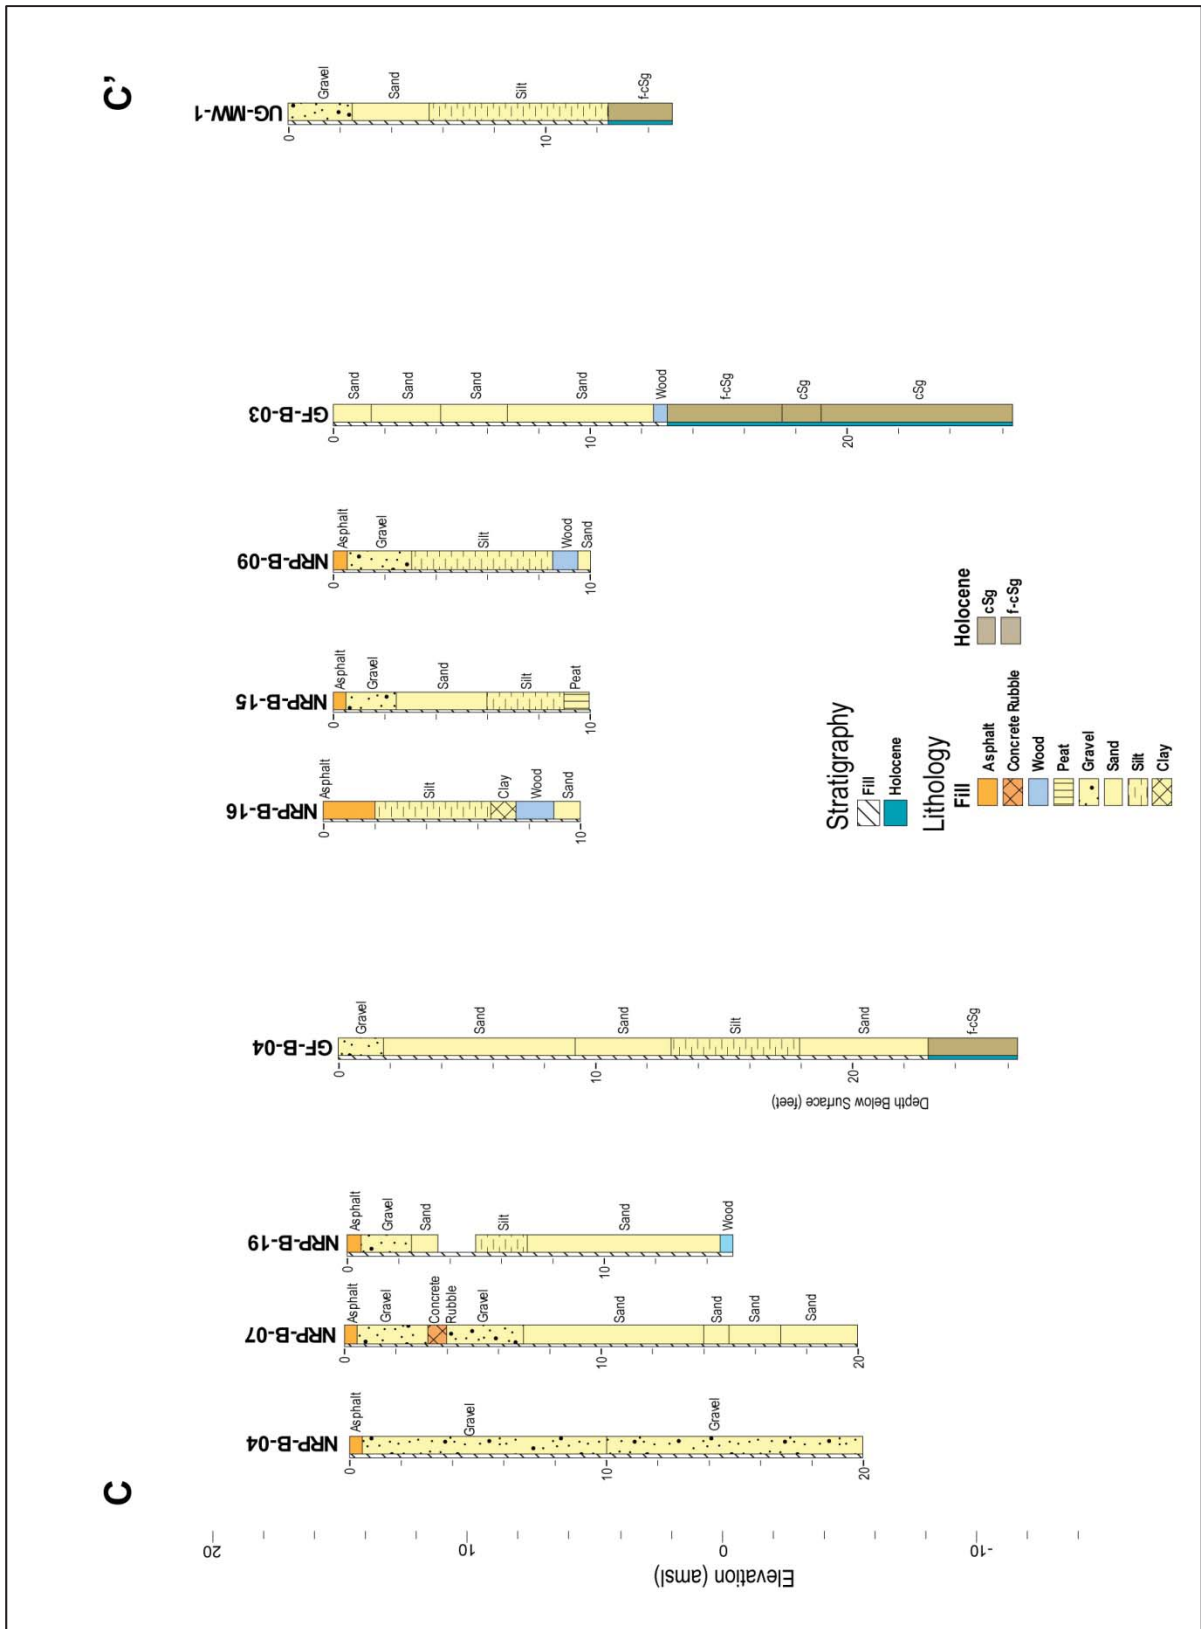 C
C'
Elevation (amsl)
20
10
0
-10
NRP-B-04
0
10
20
Asphalt
Gravel
Gravel
NRP-B-07
0
10
20
Asphalt
Gravel
Concrete
Rubble
Gravel
Sand
Sand
Sand
Sand
NRP-B-19
0
10
Asphalt
Gravel
Sand
Silt
Sand
Wood
GF-B-04
Depth Below Surface (feet)
0
10
20
Gravel
Sand
Sand
Silt
Sand
f-cSg
NRP-B-16
0
10
Asphalt
Silt
Clay
Wood
Sand
NRP-B-15
0
10
Asphalt
Gravel
Sand
Silt
Peat
NRP-B-09
0
10
Asphalt
Gravel
Silt
Wood
Sand
GF-B-03
0
10
20
Sand
Sand
Sand
Sand
Wood
f-cSg
cSg
cSg
UG-MW-1
0
10
Gravel
Sand
Silt
f-cSg
Stratigraphy
Fill
Holocene
Lithology
Fill
Asphalt
Concrete Rubble
Wood
Peat
Gravel
Sand
Silt
Clay
Holocene
cSg
f-cSg